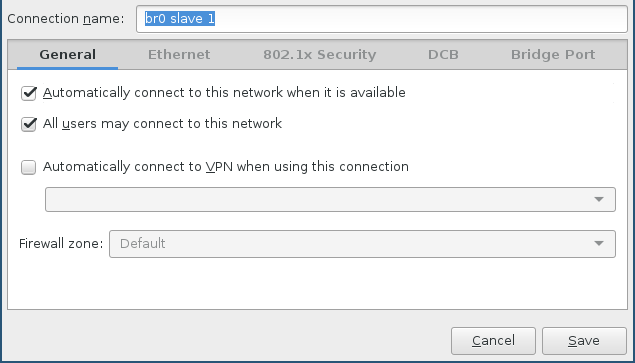 Connection name: br0 slave 1
General Ethernet 802.1x Security DCB Bridge Port
Automatically connect to this network when it is available
All users may connect to this network
Automatically connect to VPN when using this connection
Firewall zone: Default
Cancel Save